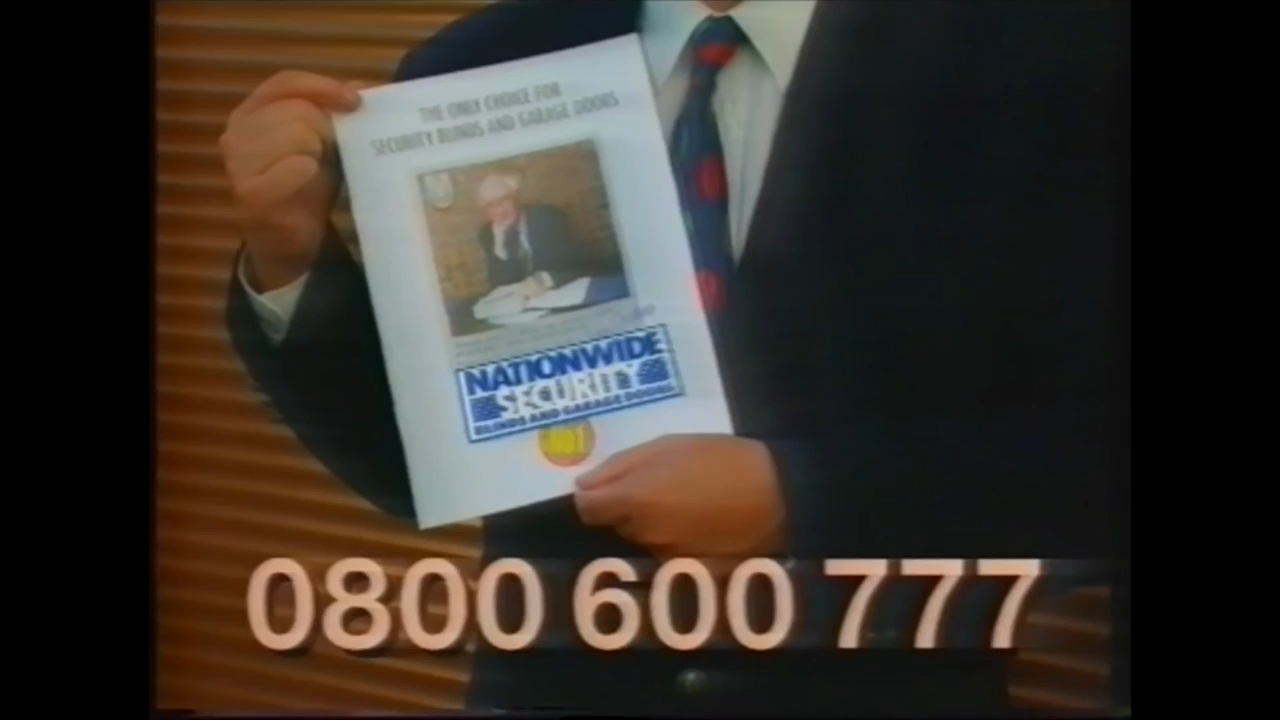 THE ONLY CHOICE FOR
SECURITY BLINDS AND GARAGE DOORS
NATIONWIDE
SECURITY
BLINDS AND GARAGE DOORS
0800 600 777